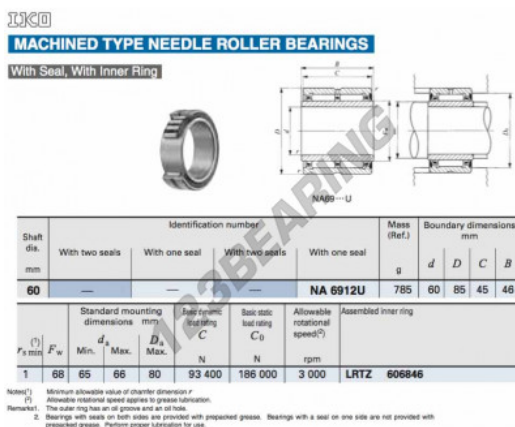 IKO
MACHINED TYPE NEEDLE ROLLER BEARINGS
With Seal, With Inner Ring
B
C
D
d
r
NA69···U
Shaft dia. mm
Identification number
Mass (Ref.) g
Boundary dimensions mm
With two seals With one seal With two seals With one seal
d D C B
60 — — — NA 6912U 785 60 85 45 46
Standard mounting dimensions mm
Basic dynamic load rating
Basic static load rating
Allowable rotational speed(²)
Assembled inner ring
(¹) rs min Fw da Min. Max. Da Max. C N C0 N rpm
1 68 65 66 80 93 400 186 000 3 000 LRTZ 606846
Notes(¹) Minimum allowable value of chamfer dimension r
(²) Allowable rotational speed applies to grease lubrication.
Remarks1. The outer ring has an oil groove and an oil hole.
2. Bearings with seals on both sides are provided with prepacked grease. Bearings with a seal on one side are not provided with
prepacked grease. Perform proper lubrication for use.
123BEARING